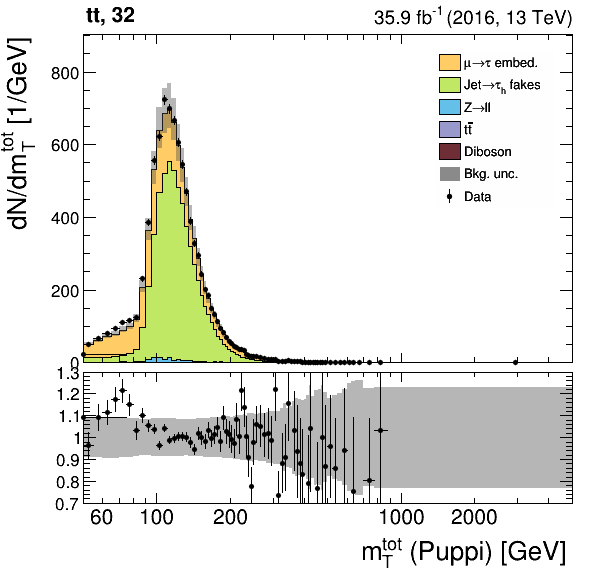 tt, 32
35.9 fb⁻¹ (2016, 13 TeV)
dN/dm_T^tot [1/GeV]
800
600
400
200
0
μ→τ embed.
Jet→τ_h fakes
Z→ll
tt̄
Diboson
Bkg. unc.
Data
1.3
1.2
1.1
1
0.9
0.8
0.7
60 100 200 1000 2000
m_T^tot (Puppi) [GeV]